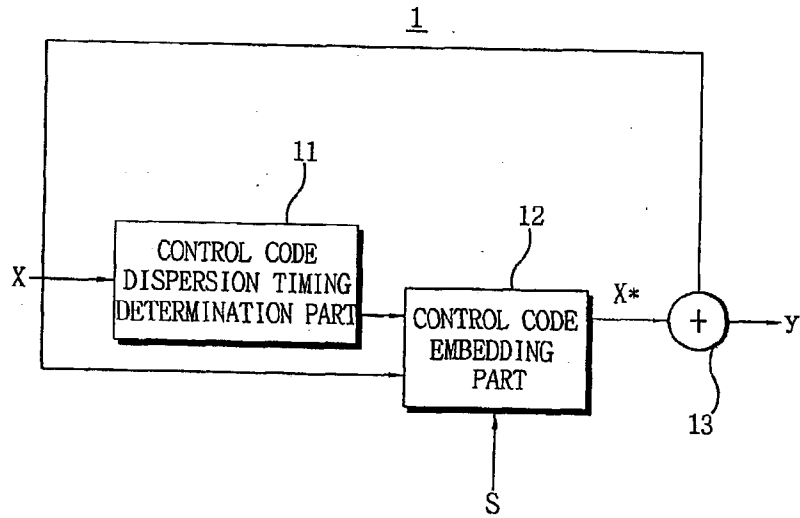 1
11
CONTROL CODE
DISPERSION TIMING
DETERMINATION PART
X
12
CONTROL CODE
EMBEDDING
PART
X*
+
y
13
S